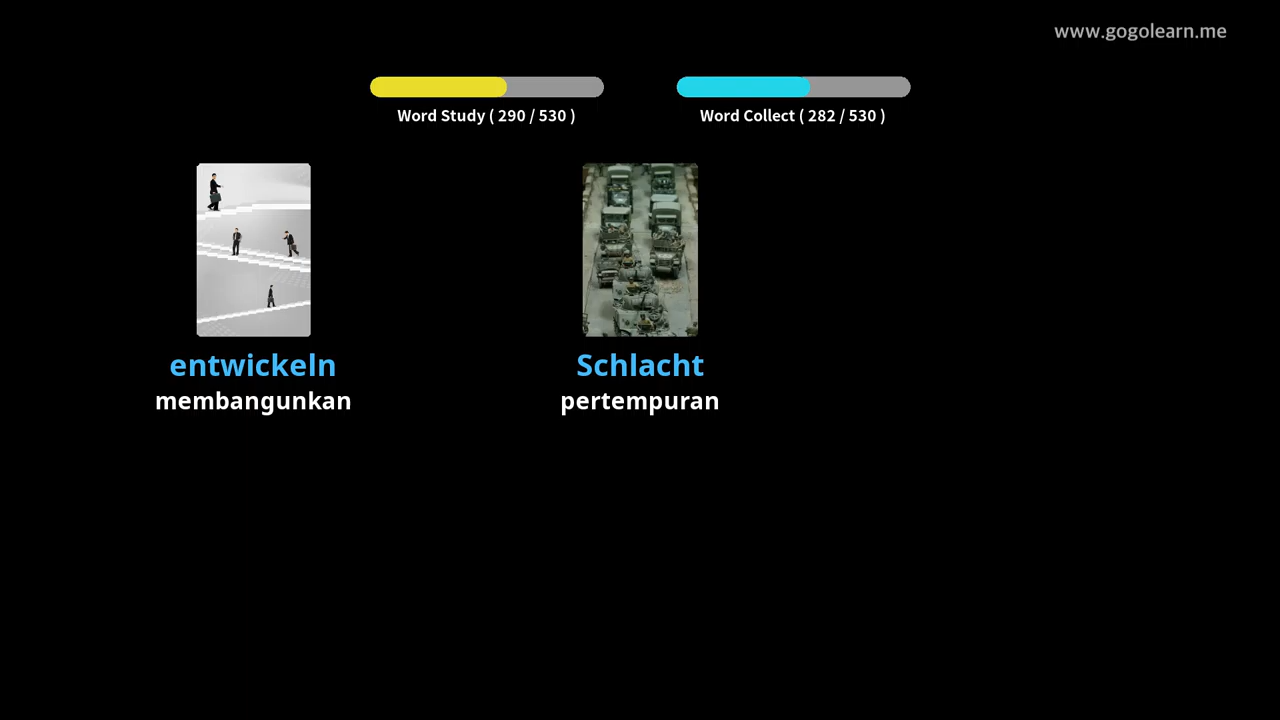 www.gogolearn.me
Word Study ( 290 / 530 )
Word Collect ( 282 / 530 )
entwickeln
membangunkan
Schlacht
pertempuran